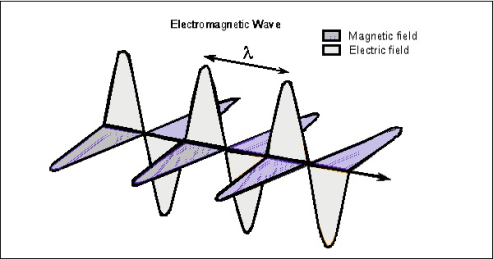 Electromagnetic Wave
Magnetic field
Electric field
λ